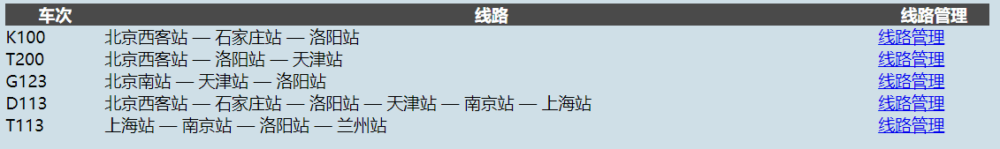 车次 线路 线路管理
K100 北京西客站 — 石家庄站 — 洛阳站 线路管理
T200 北京西客站 — 洛阳站 — 天津站 线路管理
G123 北京南站 — 天津站 — 洛阳站 线路管理
D113 北京西客站 — 石家庄站 — 洛阳站 — 天津站 — 南京站 — 上海站 线路管理
T113 上海站 — 南京站 — 洛阳站 — 兰州站 线路管理